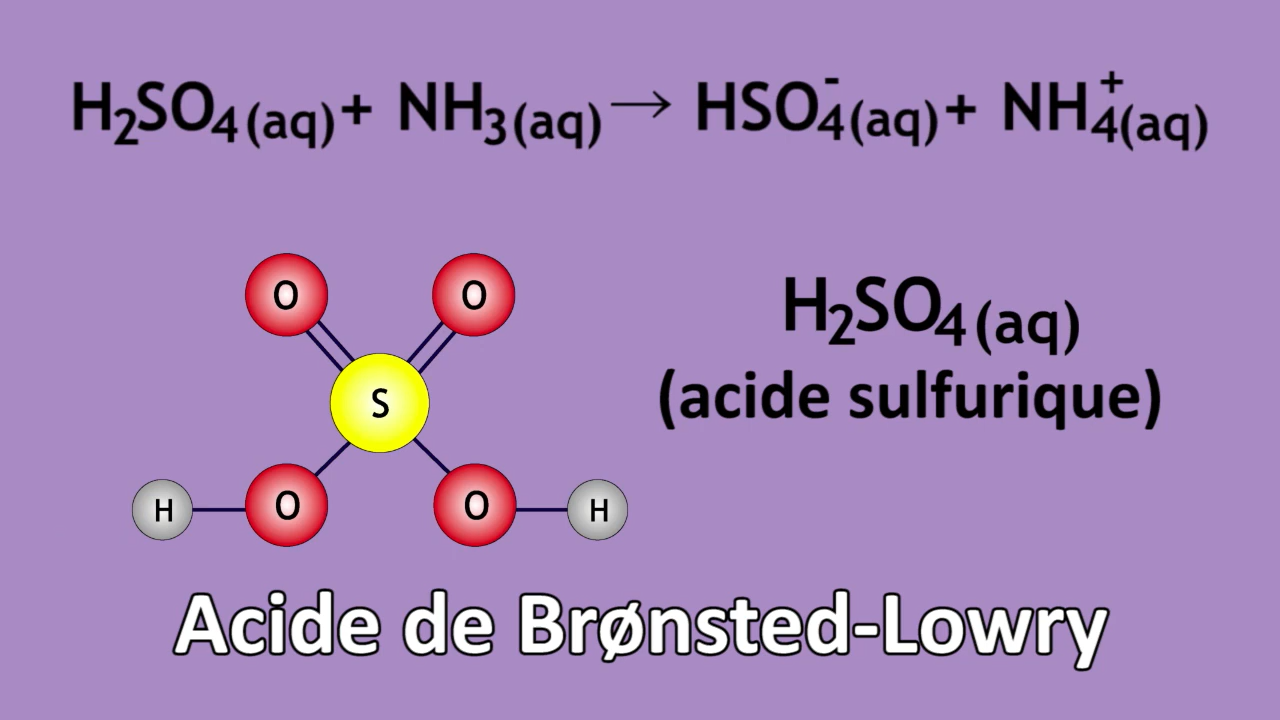 H₂SO₄(aq) + NH₃(aq) → HSO₄⁻(aq) + NH₄⁺(aq)
O O
H₂SO₄(aq)
S
(acide sulfurique)
H O O H
Acide de Brønsted-Lowry